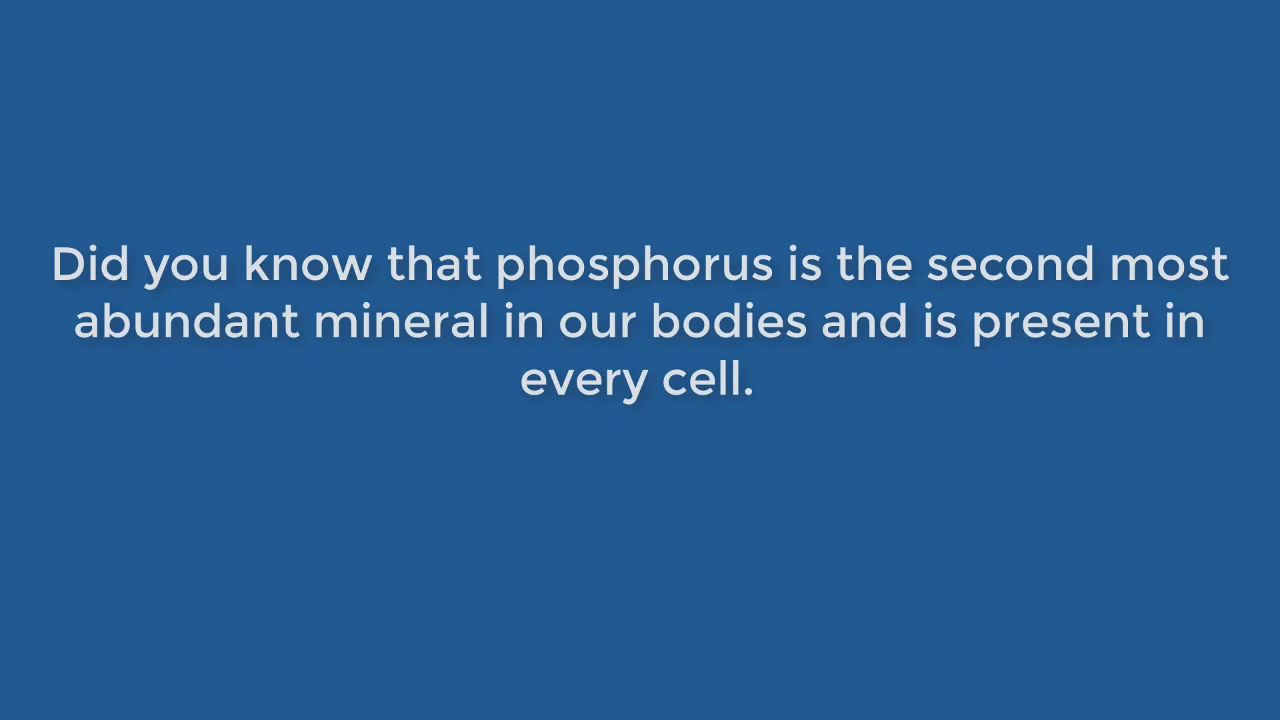 Did you know that phosphorus is the second most
abundant mineral in our bodies and is present in
every cell.